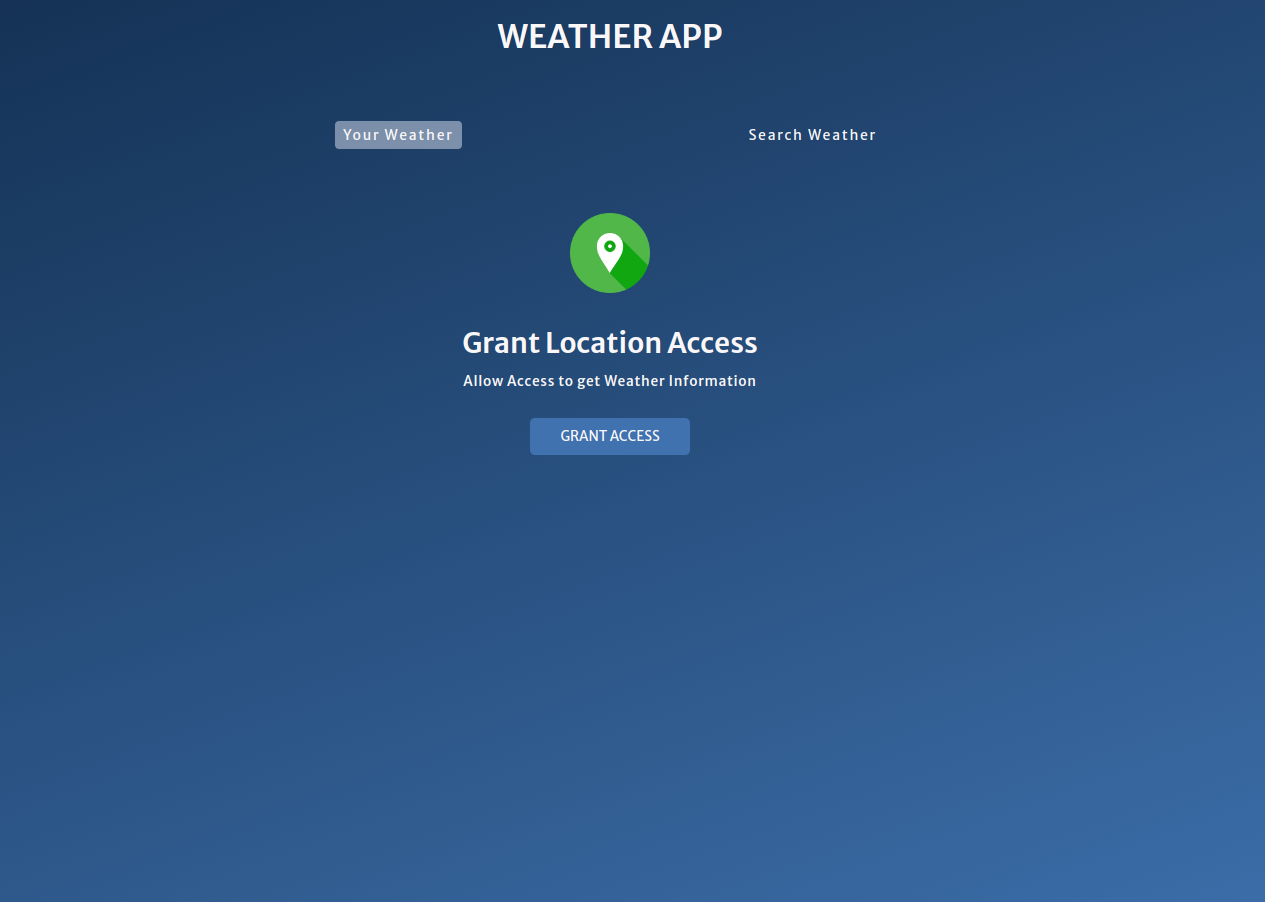 WEATHER APP
Your Weather
Search Weather
Grant Location Access
Allow Access to get Weather Information
GRANT ACCESS